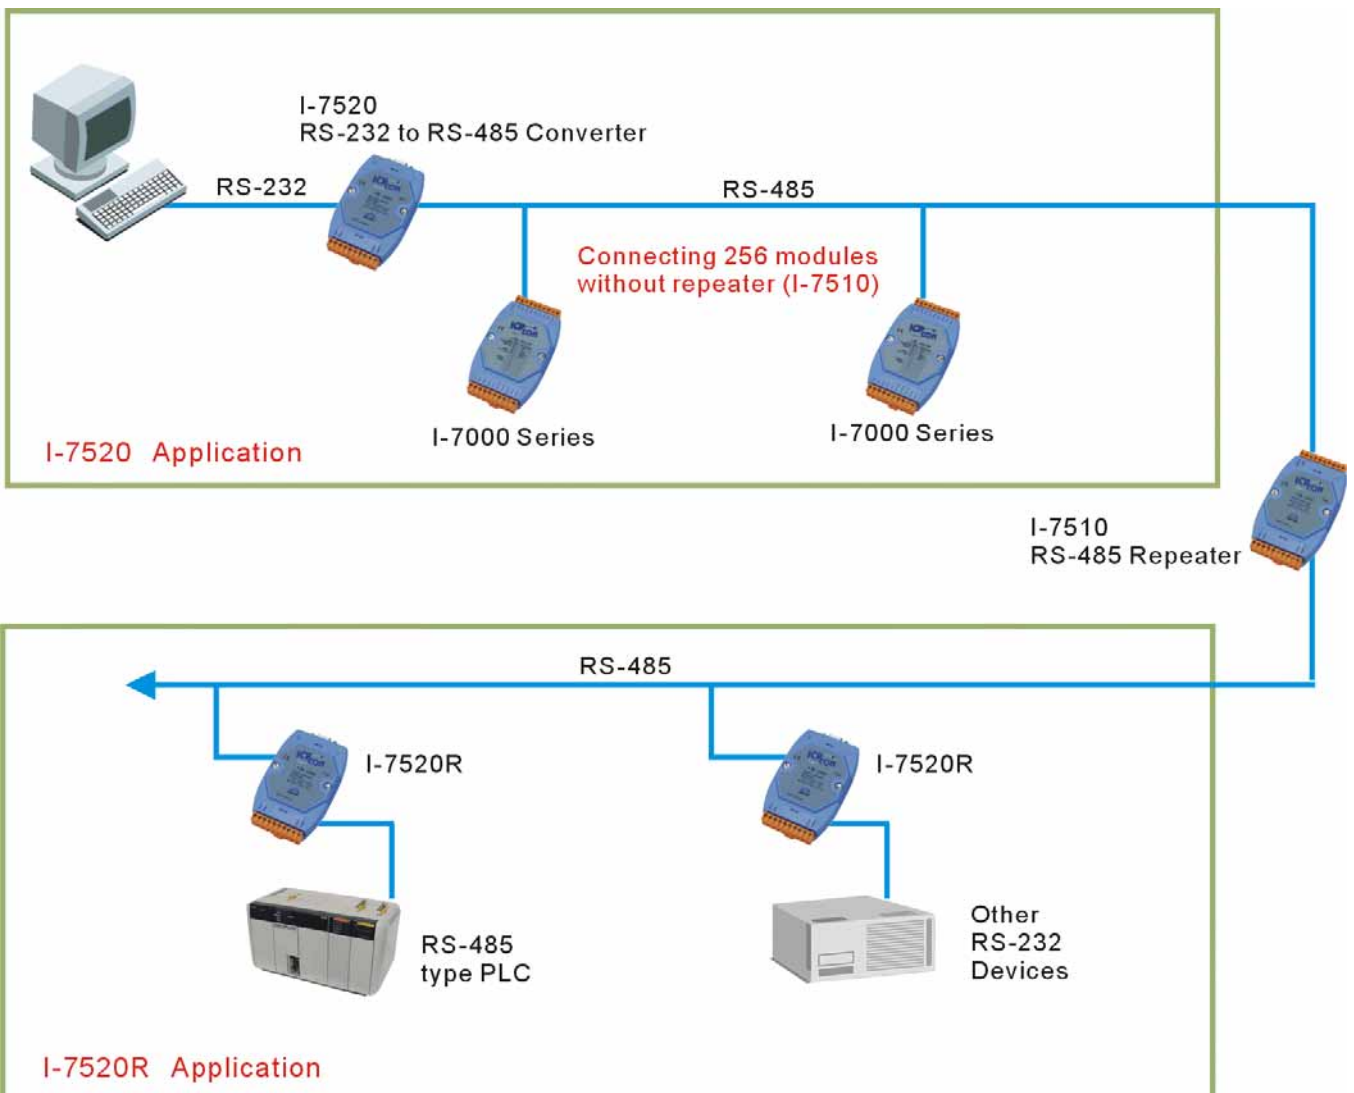 I-7520
RS-232 to RS-485 Converter
RS-232
RS-485
Connecting 256 modules
without repeater (I-7510)
I-7000 Series
I-7000 Series
I-7520 Application
I-7510
RS-485 Repeater
RS-485
I-7520R
I-7520R
RS-485
type PLC
Other
RS-232
Devices
I-7520R Application